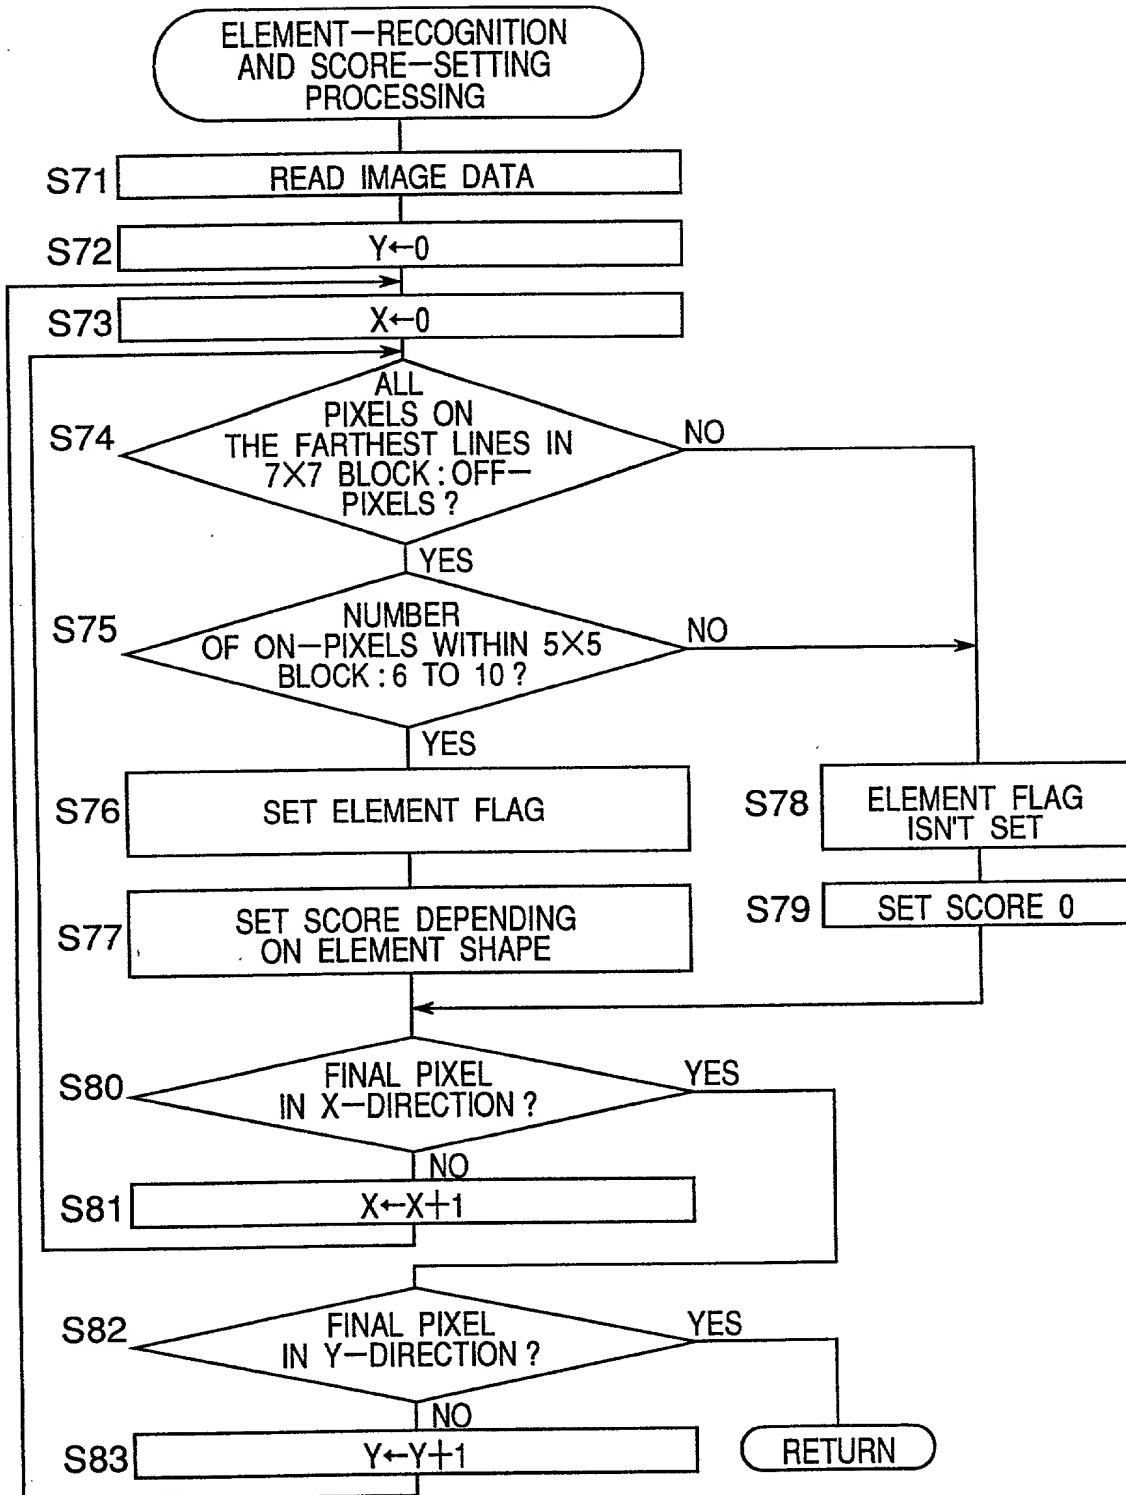 ELEMENT—RECOGNITION
AND SCORE—SETTING
PROCESSING
S71
READ IMAGE DATA
S72
Y←0
S73
X←0
S74
ALL
PIXELS ON
THE FARTHEST LINES IN
7×7 BLOCK:OFF—
PIXELS?
NO
YES
S75
NUMBER
OF ON—PIXELS WITHIN 5×5
BLOCK:6 TO 10?
NO
YES
S76
SET ELEMENT FLAG
S78
ELEMENT FLAG
ISN'T SET
S77
SET SCORE DEPENDING
ON ELEMENT SHAPE
S79
SET SCORE 0
S80
FINAL PIXEL
IN X—DIRECTION?
YES
NO
S81
X←X+1
S82
FINAL PIXEL
IN Y—DIRECTION?
YES
NO
S83
Y←Y+1
RETURN